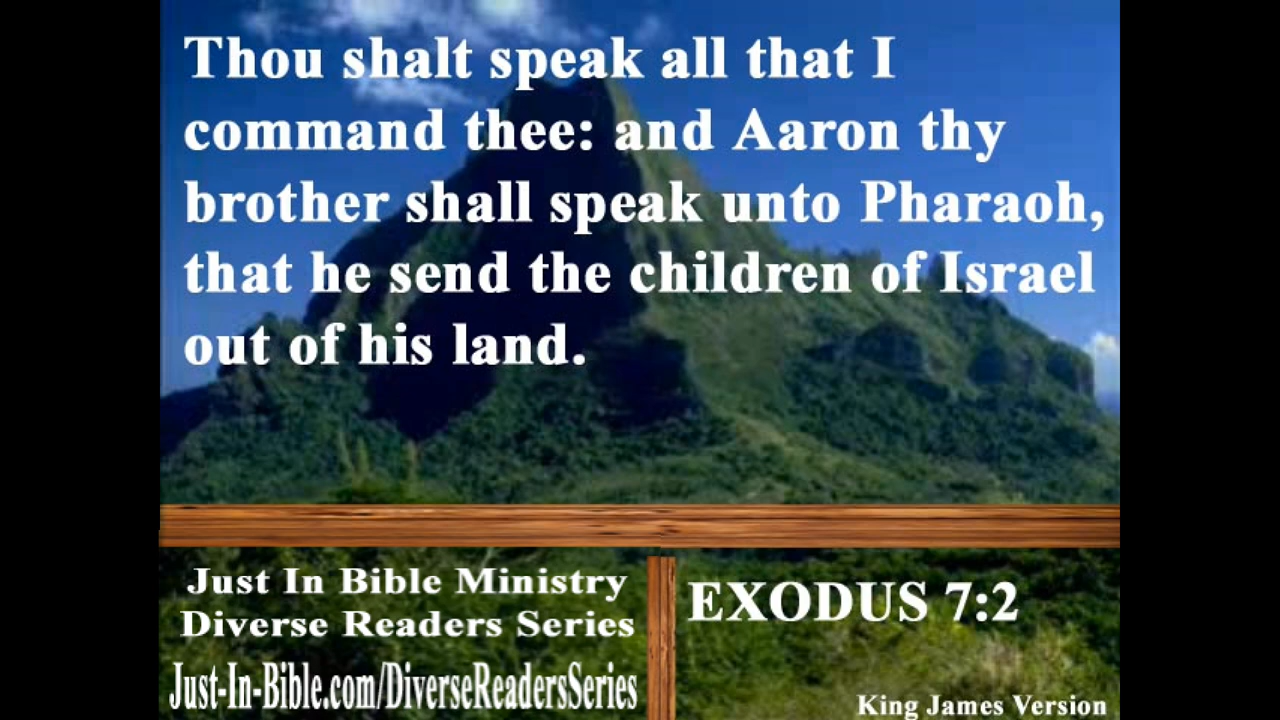 Thou shalt speak all that I
command thee: and Aaron thy
brother shall speak unto Pharaoh,
that he send the children of Israel
out of his land.
Just In Bible Ministry
Diverse Readers Series
Just-In-Bible.com/DiverseReadersSeries
EXODUS 7:2
King James Version